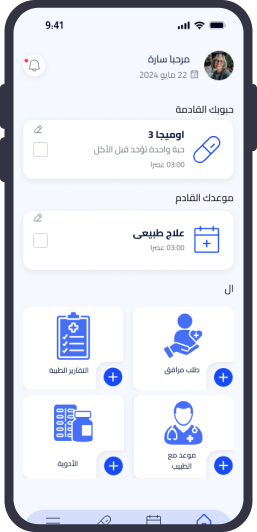 9:41
مرحبا سارة
22 مايو 2024
حبوبك القادمة
اوميجا 3
حبة واحدة تؤخذ قبل الأكل
03:00 عصرا
موعدك القادم
علاج طبيعى
03:00 عصرا
ال
طلب مرافق
التقارير الطبية
موعد مع
الطبيب
الأدوية